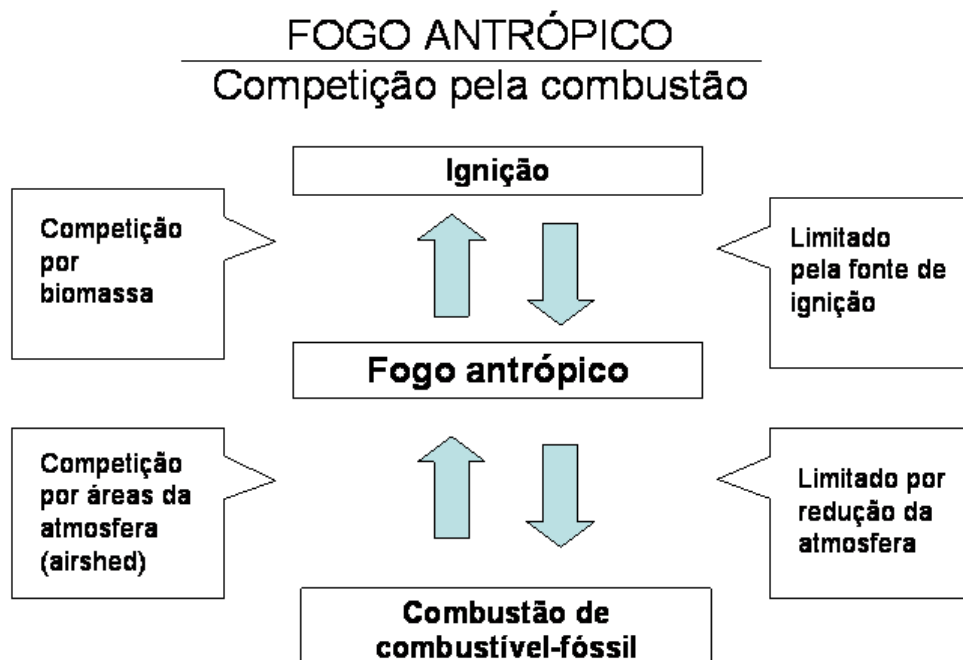 FOGO ANTRÓPICO
Competição pela combustão
Ignição
Competição
por
biomassa
Limitado
pela fonte de
ignição
Fogo antrópico
Competição
por áreas da
atmosfera
(airshed)
Limitado por
redução da
atmosfera
Combustão de
combustível-fóssil